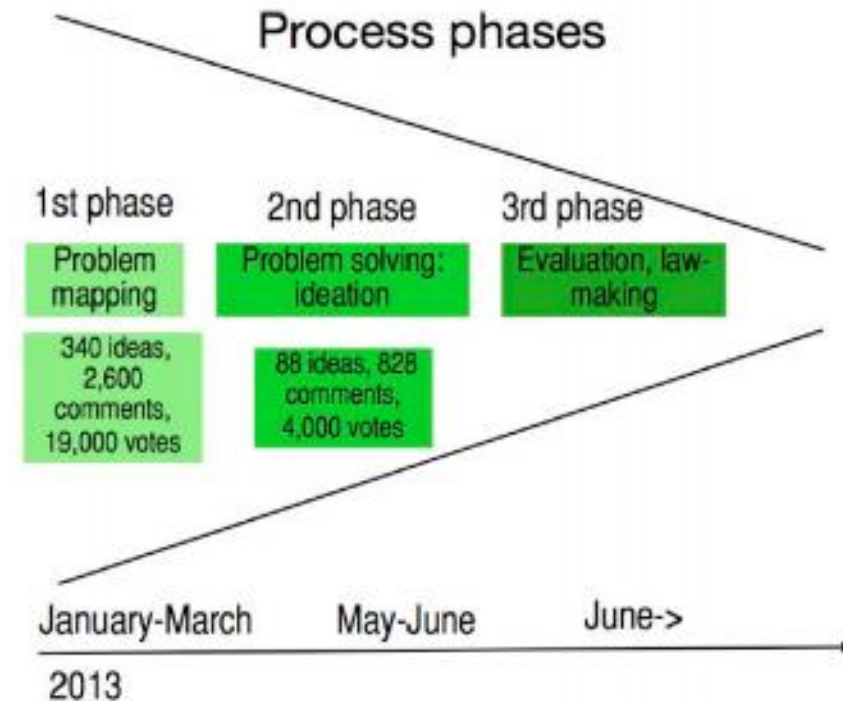 Process phases
1st phase
Problem
mapping
340 ideas,
2,600
comments,
19,000 votes
2nd phase
Problem solving:
ideation
88 ideas, 828
comments,
4,000 votes
3rd phase
Evaluation, law-
making
January-March
May-June
June->
2013